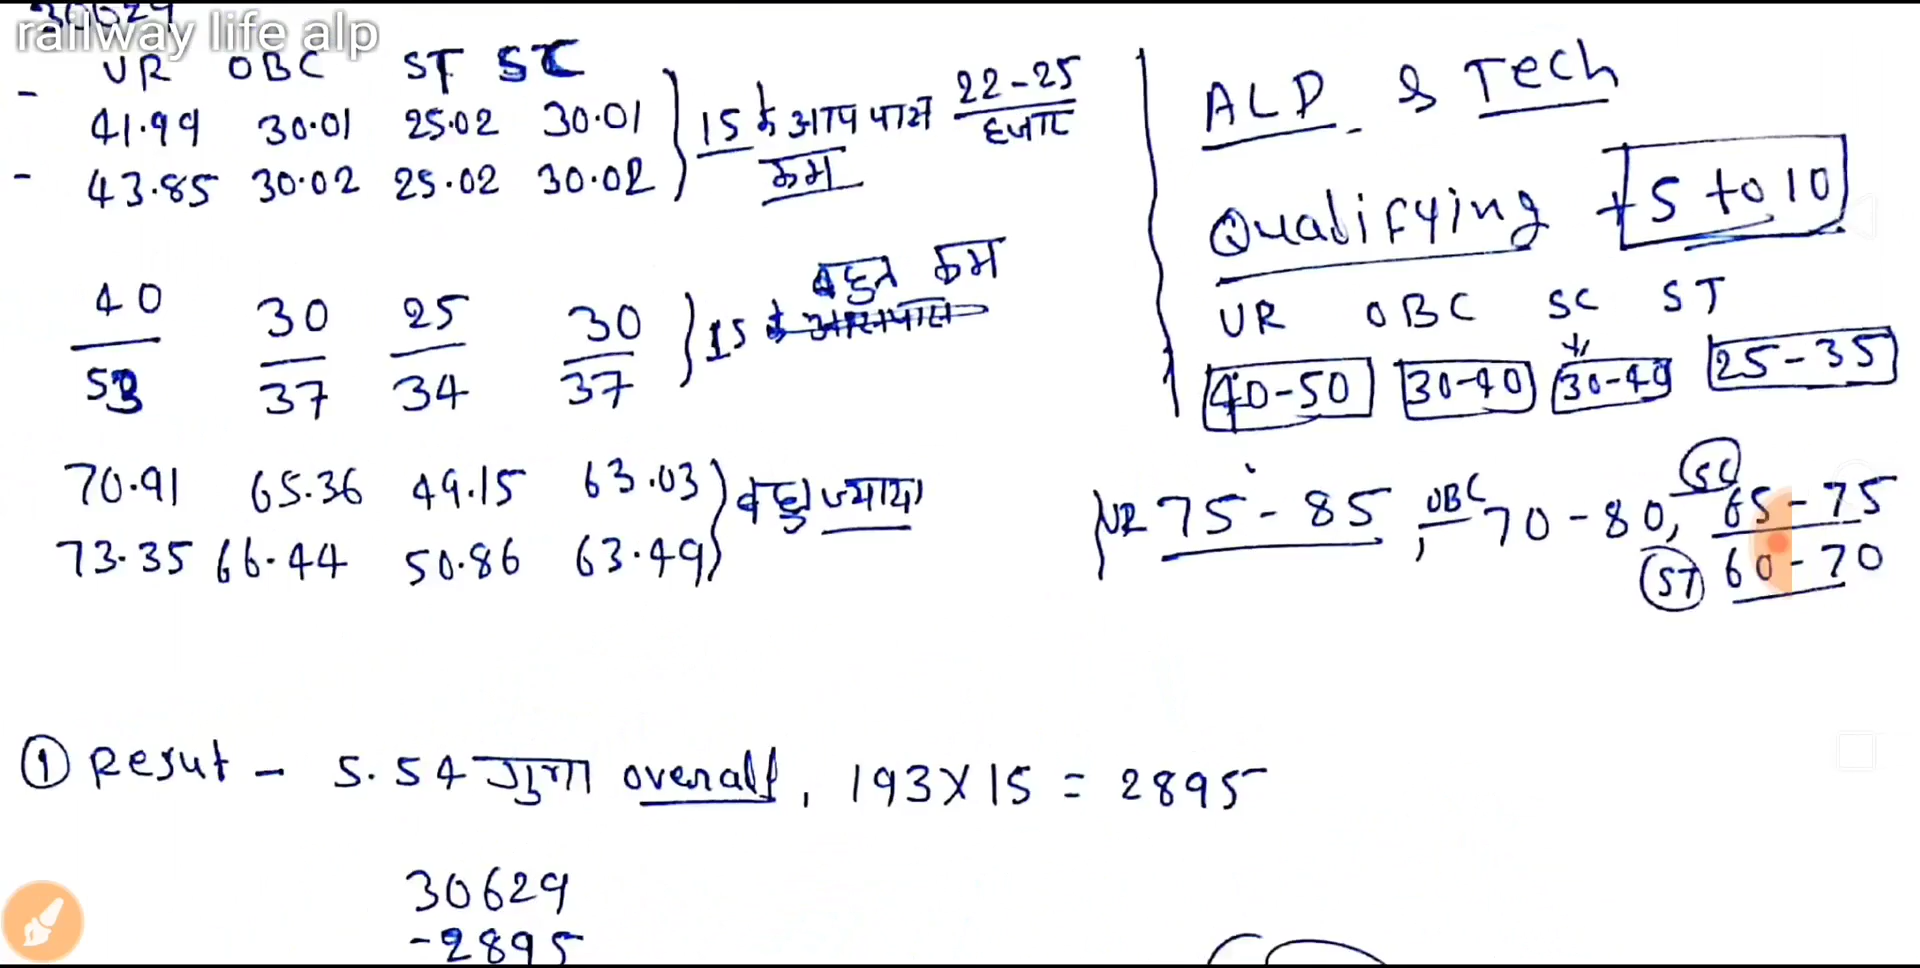 30629
railway life alp
UR OBC ST SC
- 41.99 30.01 25.02 30.01
- 43.85 30.02 25.02 30.02
15 के आप पास 22-25 हजार
कम
40 30 25 30
53 37 34 37
बहुत कम
15 के आसपास
70.91 65.36 49.15 63.03
73.35 66.44 50.86 63.49
बहुत ज्यादा
ALP & Tech
Qualifying + 5 to 10
UR OBC SC ST
40-50 30-40 30-40 25-35
UR 75-85, OBC 70-80, SC 65-75
ST 60-70
① Resut - 5.54 गुणा overall, 193X15 = 2895
30629
-2895